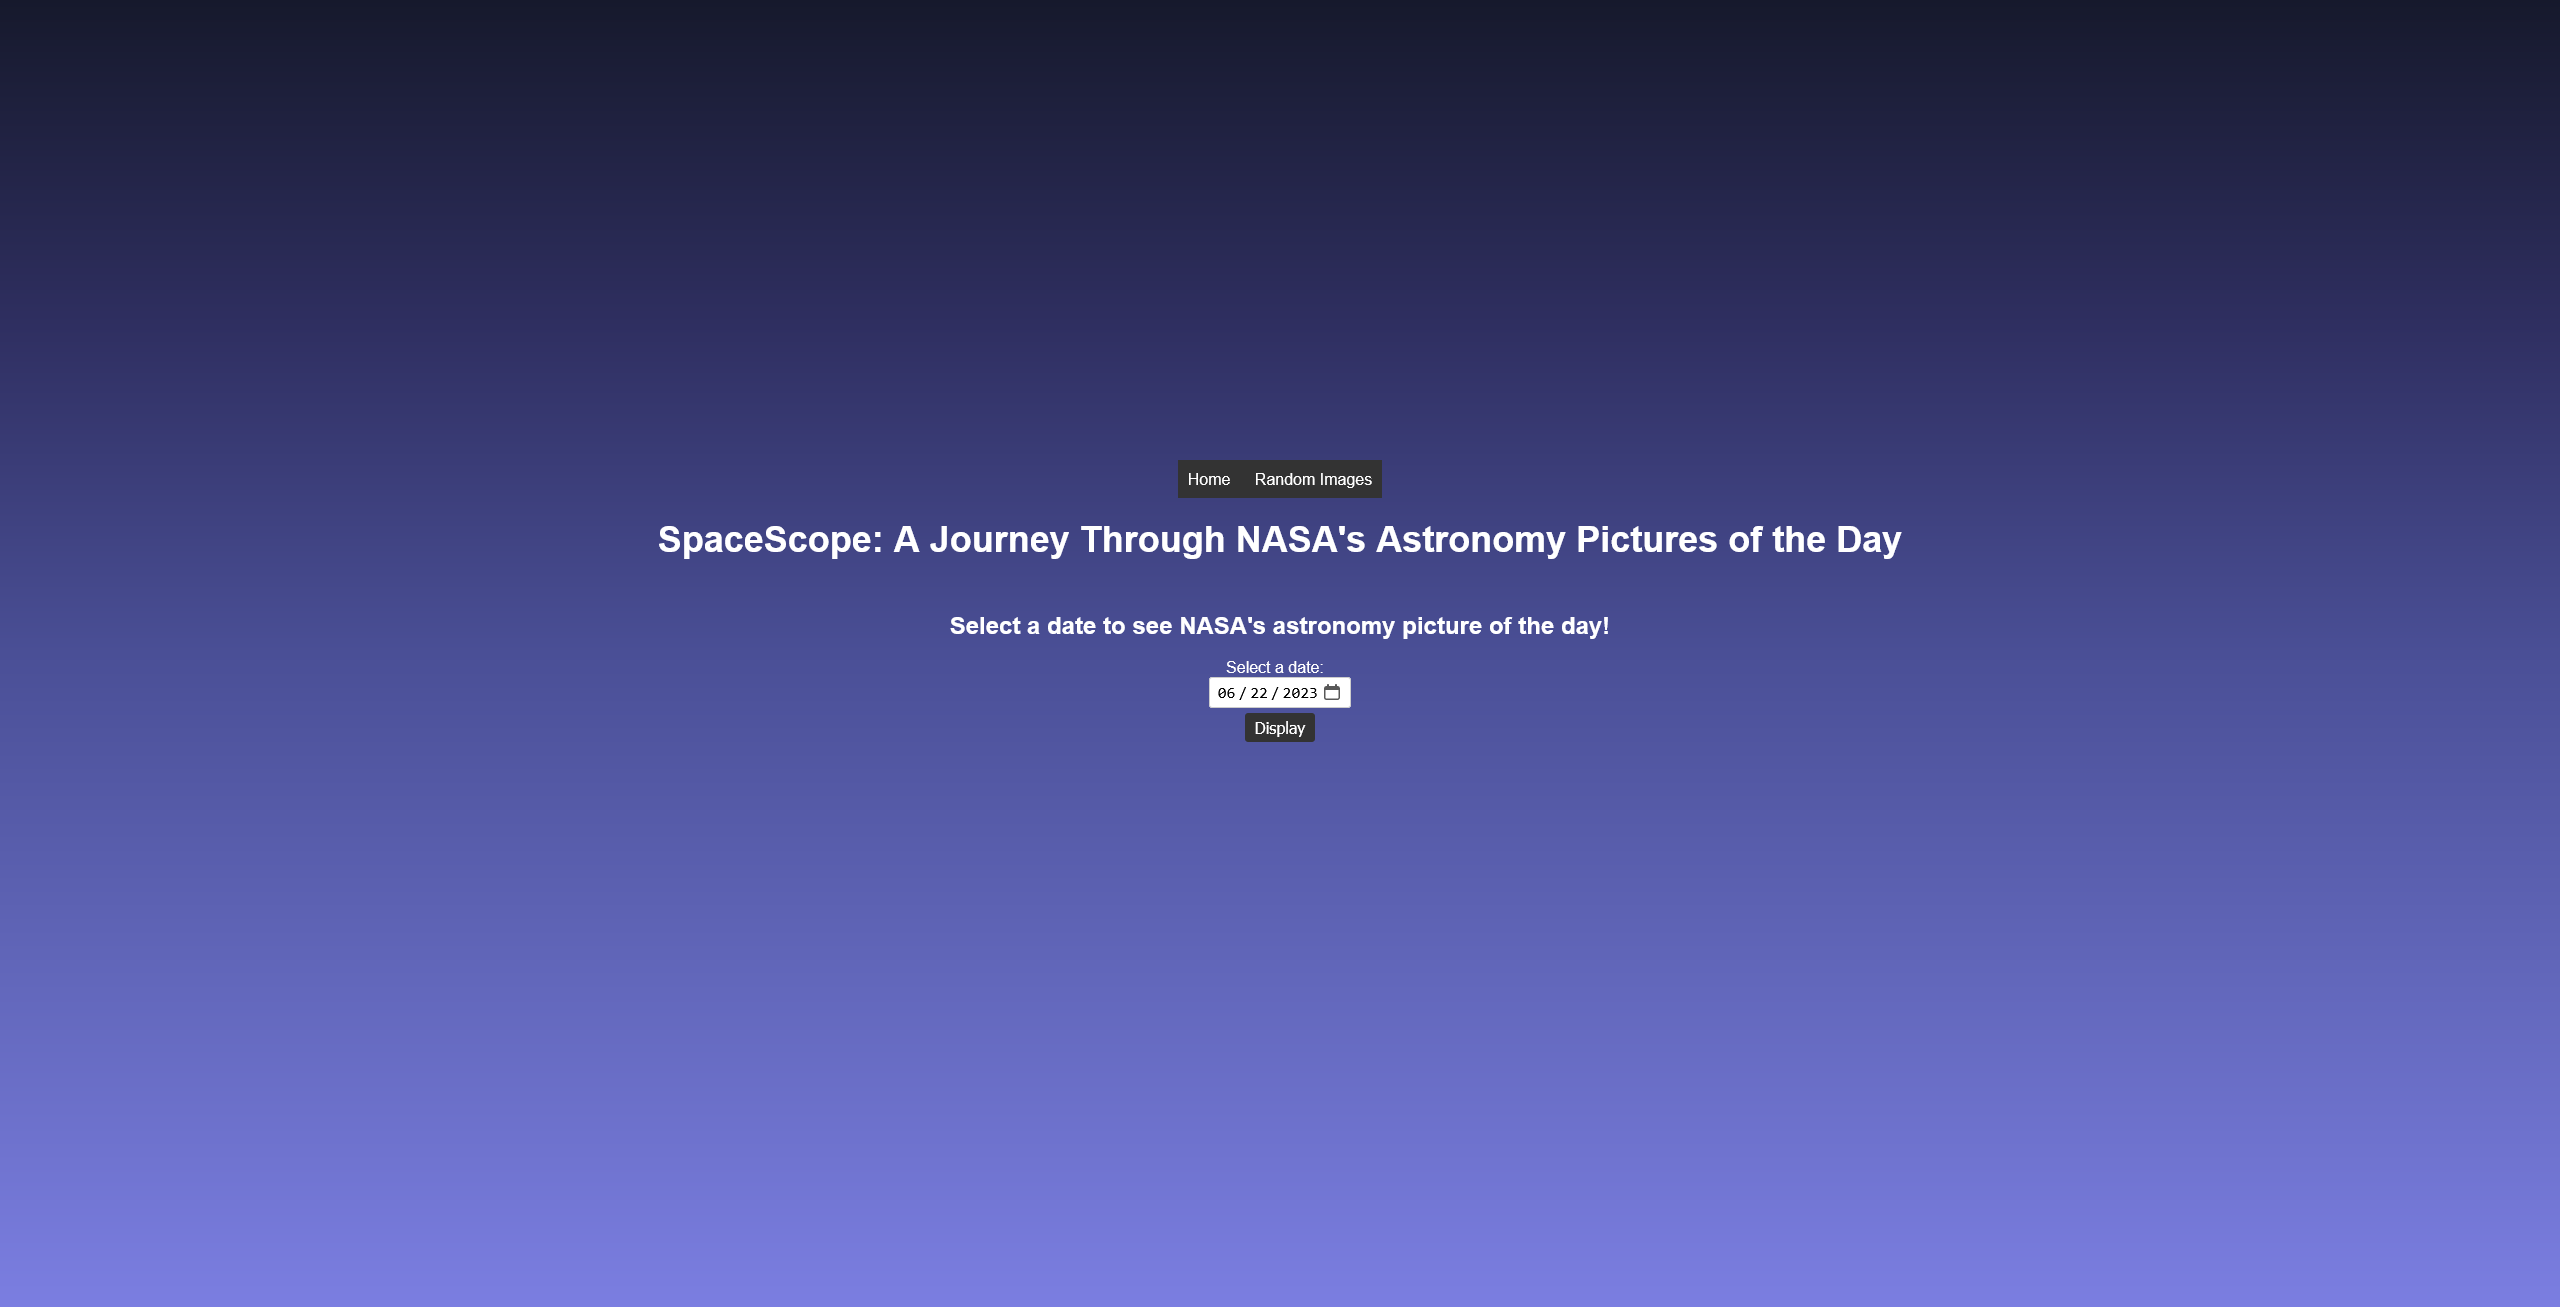 Home Random Images
SpaceScope: A Journey Through NASA's Astronomy Pictures of the Day
Select a date to see NASA's astronomy picture of the day!
Select a date:
06/22/2023
Display